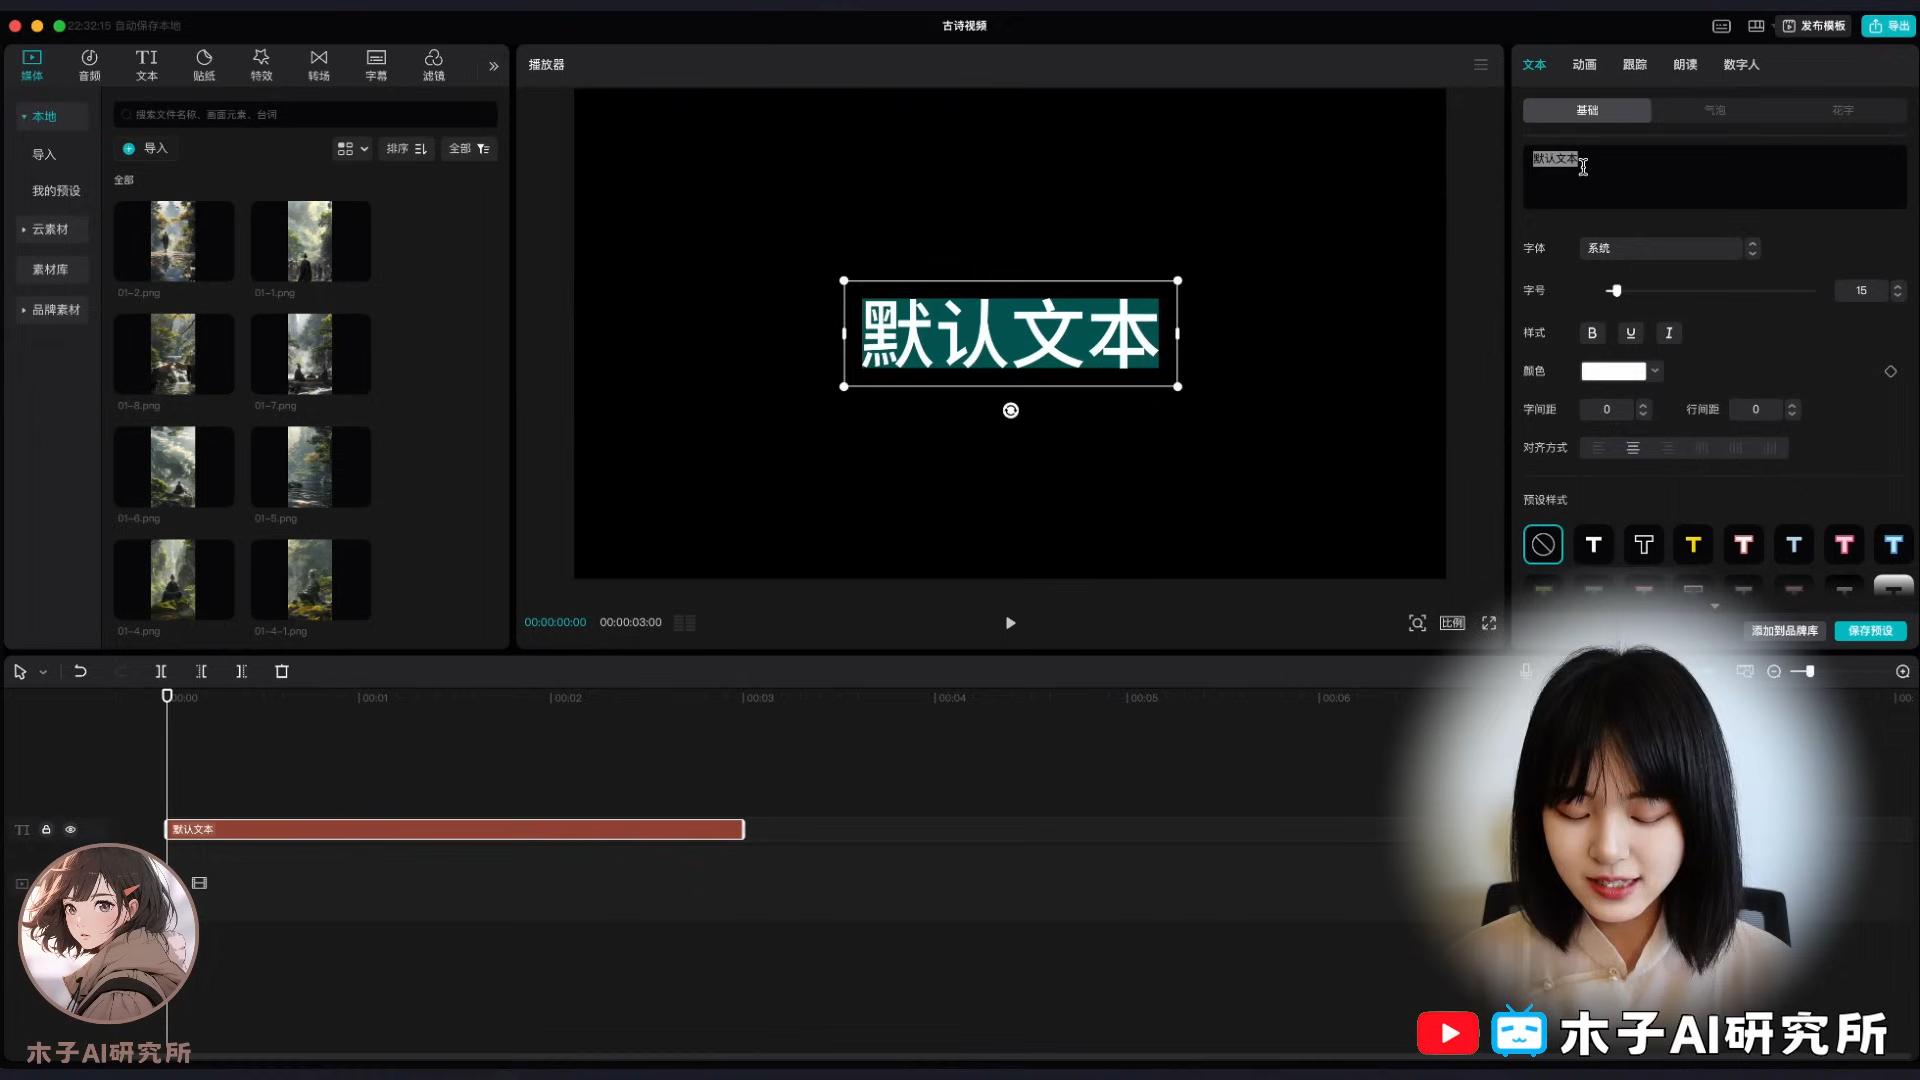 22:32:15 自动保存本地
古诗视频
发布模板
导出
媒体
音频
TI
文本
贴纸
特效
转场
字幕
滤镜
本地
导入
我的预设
云素材
素材库
品牌素材
搜索文件名称、画面元素、台词
导入
排序
全部
全部
01-2.png
01-1.png
01-8.png
01-7.png
01-6.png
01-5.png
01-4.png
01-4-1.png
播放器
默认文本
00:00:00:00
00:00:03:00
比例
文本
动画
跟踪
朗读
数字人
基础
气泡
花字
默认文本
字体
系统
字号
15
样式
B
U
I
颜色
字间距
0
行间距
0
对齐方式
预设样式
T T T T T T T
添加到品牌库
保存预设
00:00
00:01
00:02
00:03
00:04
00:05
00:06
TI
默认文本
木子AI研究所
木子AI研究所